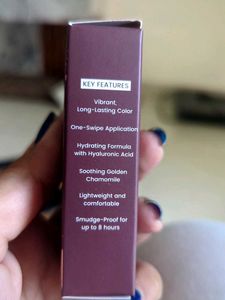 KEY FEATURES
Vibrant,
Long-Lasting Color
One-Swipe Application
Hydrating Formula
with Hyaluronic Acid
Soothing Golden
Chamomile
Lightweight and
comfortable
Smudge-Proof for
up to 8 hours